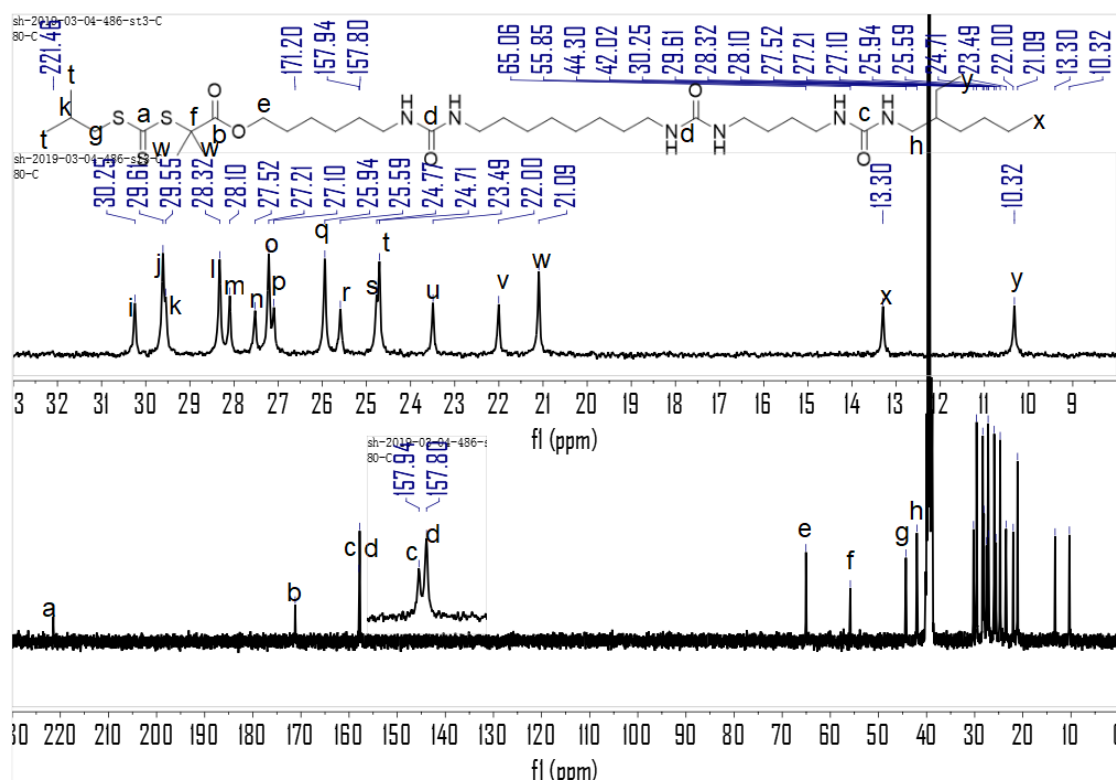 sh-2019-03-04-486-st3-C
80-C
221.46 171.20 157.94 157.80 65.06 55.85 44.30 42.02 30.25 29.61 28.32 28.10 27.52 27.21 27.10 25.94 25.59 24.71 23.49 22.00 21.09 13.30 10.32
t y
O H H H
k S a S f e N c N
t g b O N d N N d N x
S w w O O O h
sh-2019-03-04-486-st3-C
80-C
30.25 29.61 29.55 28.32 28.10 27.52 27.21 27.10 25.94 25.59 24.77 24.71 23.49 22.00 21.09 13.30 10.32
i j k l m n o p q r s t u v w x y
3 32 31 30 29 28 27 26 25 24 23 22 21 20 19 18 17 16 15 14 13 12 11 10 9
f1 (ppm)
sh-2019-03-04-486-s
80-C
157.94 157.80
c d
a b c d e f g h
30 220 210 200 190 180 170 160 150 140 130 120 110 100 90 80 70 60 50 40 30 20 10 0
f1 (ppm)